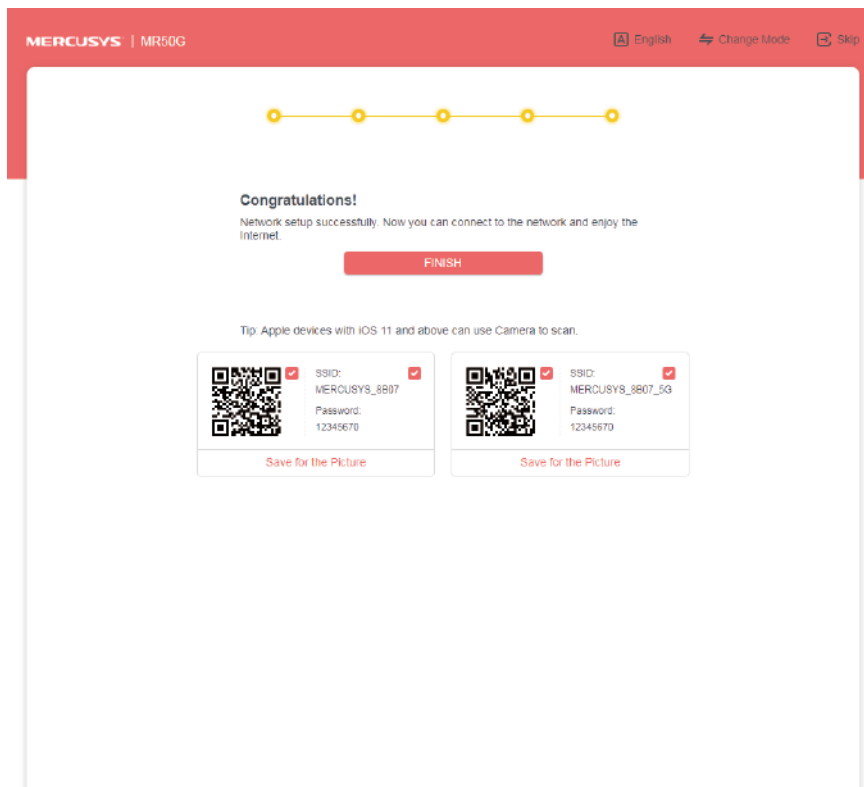 MERCUSYS | MR50G
English
Change Mode
Skip
Congratulations!
Network setup successfully. Now you can connect to the network and enjoy the
Internet.
FINISH
Tip. Apple devices with iOS 11 and above can use Camera to scan.
SSID:
MERCUSYS_8B07
Password:
12345670
Save for the Picture
SSID:
MERCUSYS_8B07_5G
Password:
12345670
Save for the Picture